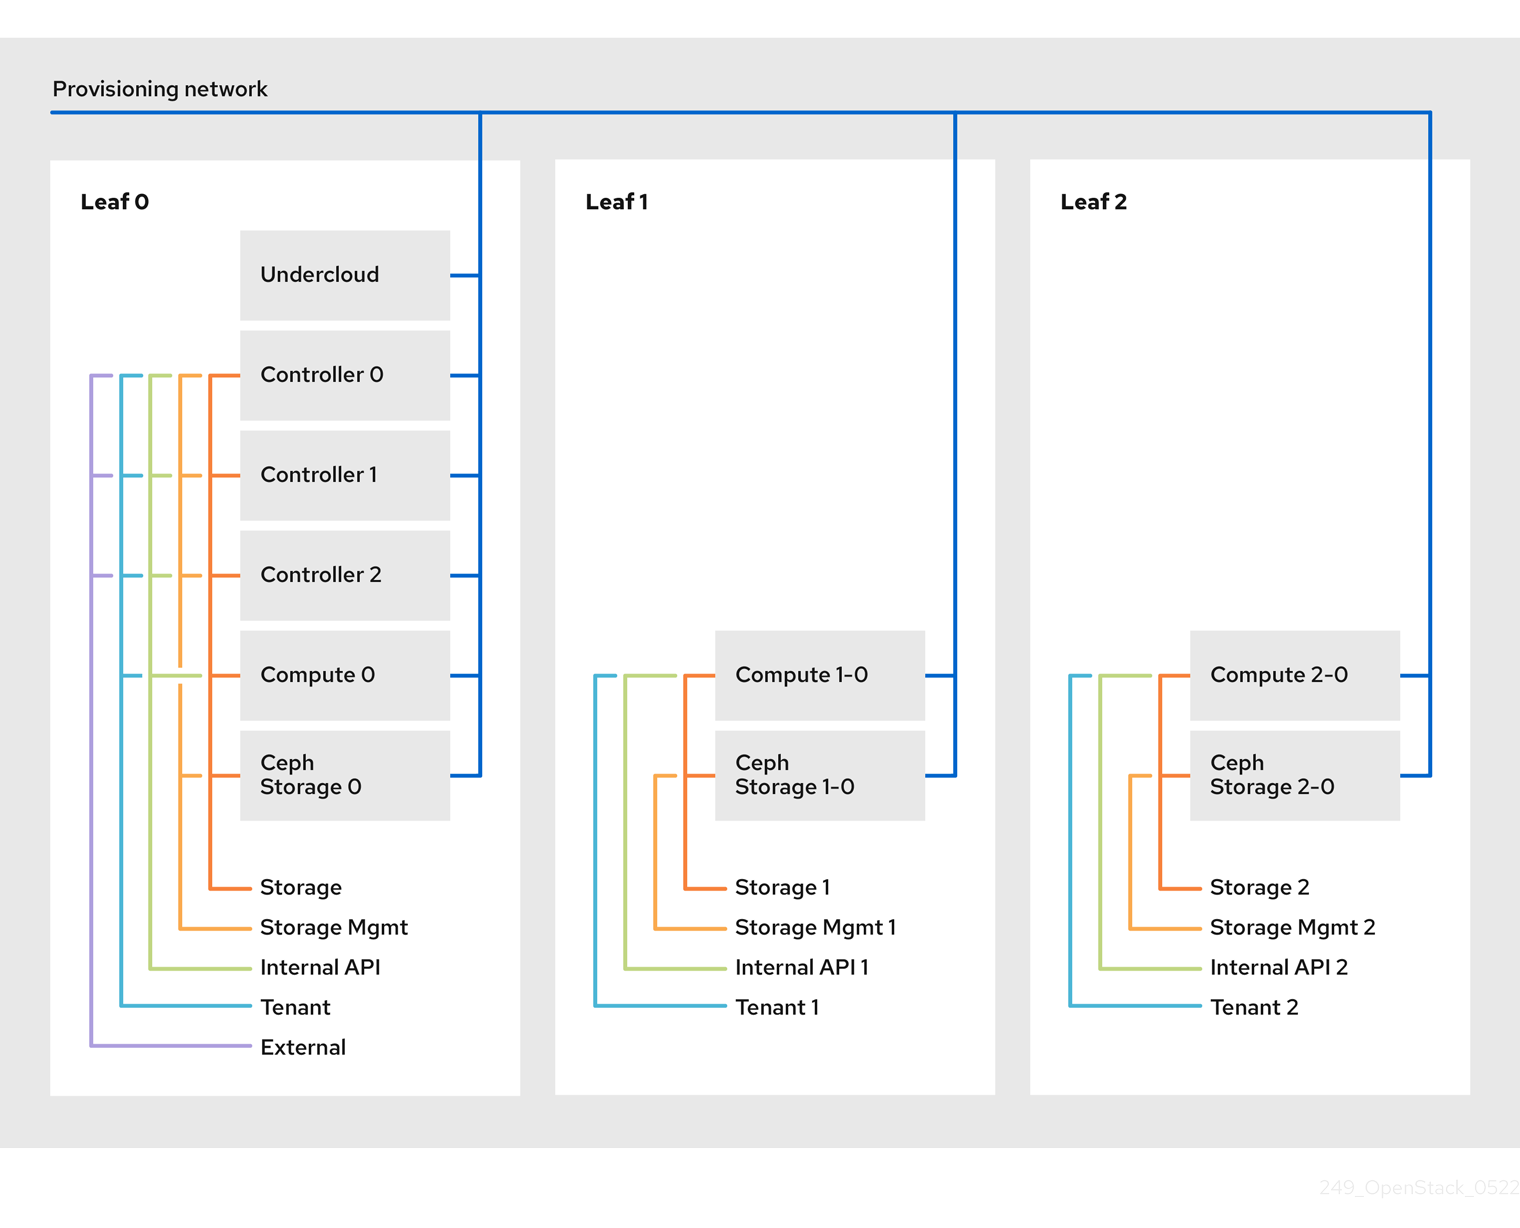 Provisioning network
Leaf 0
Undercloud
Controller 0
Controller 1
Controller 2
Compute 0
Ceph
Storage 0
Storage
Storage Mgmt
Internal API
Tenant
External
Leaf 1
Compute 1-0
Ceph
Storage 1-0
Storage 1
Storage Mgmt 1
Internal API 1
Tenant 1
Leaf 2
Compute 2-0
Ceph
Storage 2-0
Storage 2
Storage Mgmt 2
Internal API 2
Tenant 2
249_OpenStack_0522